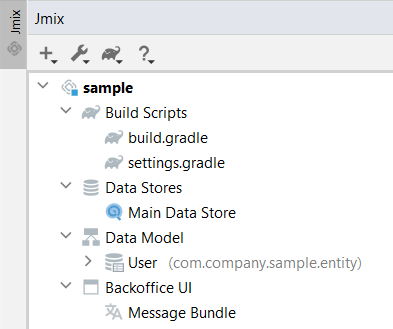 Jmix
Jmix
sample
Build Scripts
build.gradle
settings.gradle
Data Stores
Main Data Store
Data Model
User (com.company.sample.entity)
Backoffice UI
Message Bundle